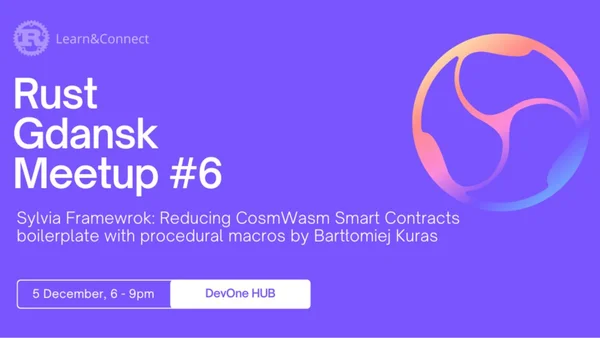 R Learn&Connect
Rust
Gdansk
Meetup #6
Sylvia Framewrok: Reducing CosmWasm Smart Contracts
boilerplate with procedural macros by Bartłomiej Kuras
5 December, 6 - 9pm DevOne HUB